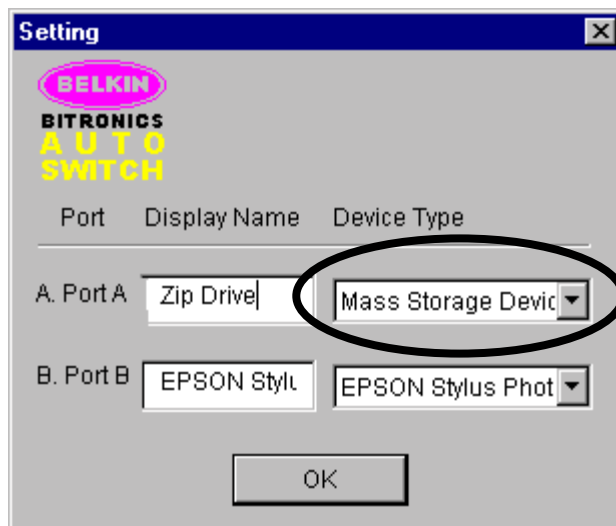 Setting
BELKIN
BITRONICS
AUTO
SWITCH
Port Display Name Device Type
A. Port A Zip Drive Mass Storage Devic
B. Port B EPSON Stylu EPSON Stylus Phot
OK